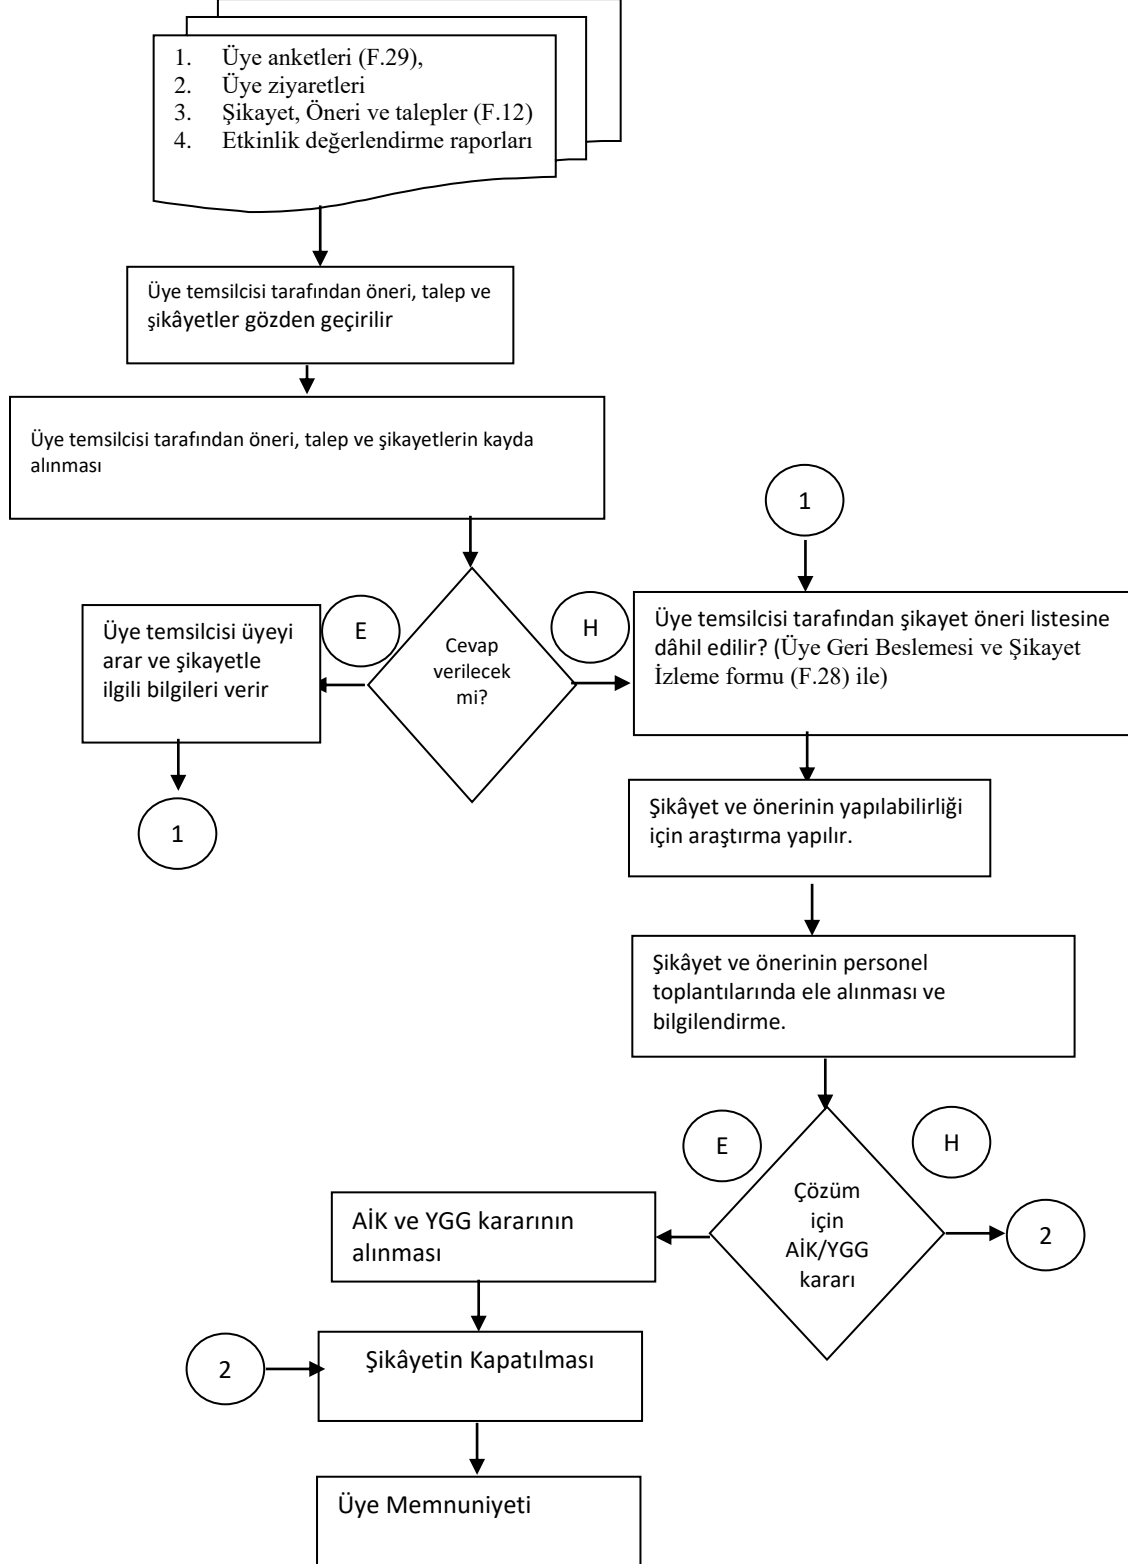 1. Üye anketleri (F.29),
2. Üye ziyaretleri
3. Şikayet, Öneri ve talepler (F.12)
4. Etkinlik değerlendirme raporları
Üye temsilcisi tarafından öneri, talep ve
şikâyetler gözden geçirilir
Üye temsilcisi tarafından öneri, talep ve şikayetlerin kayda
alınması
1
Üye temsilcisi üyeyi
arar ve şikayetle
ilgili bilgileri verir
E
Cevap
verilecek
mi?
H
Üye temsilcisi tarafından şikayet öneri listesine
dâhil edilir? (Üye Geri Beslemesi ve Şikayet
İzleme formu (F.28) ile)
1
Şikâyet ve önerinin yapılabilirliği
için araştırma yapılır.
Şikâyet ve önerinin personel
toplantılarında ele alınması ve
bilgilendirme.
E
H
Çözüm
için
AİK/YGG
kararı
2
AİK ve YGG kararının
alınması
2
Şikâyetin Kapatılması
Üye Memnuniyeti